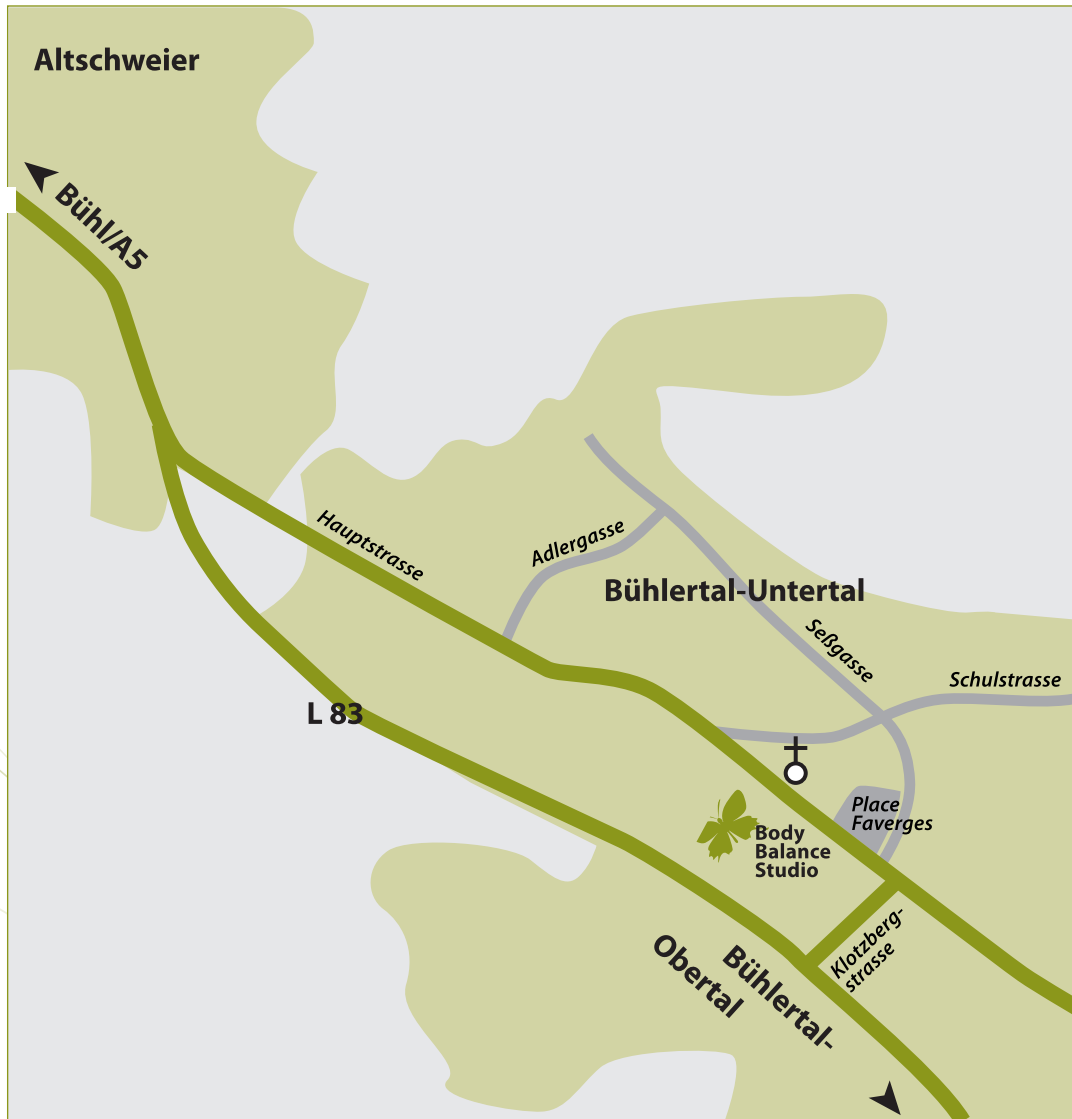 Altschweier
Bühl/A5
Hauptstrasse
Adlergasse
Bühlertal-Untertal
Seßgasse
Schulstrasse
L 83
Place
Faverges
Body
Balance
Studio
Klotzberg-
strasse
Bühlertal-
Obertal